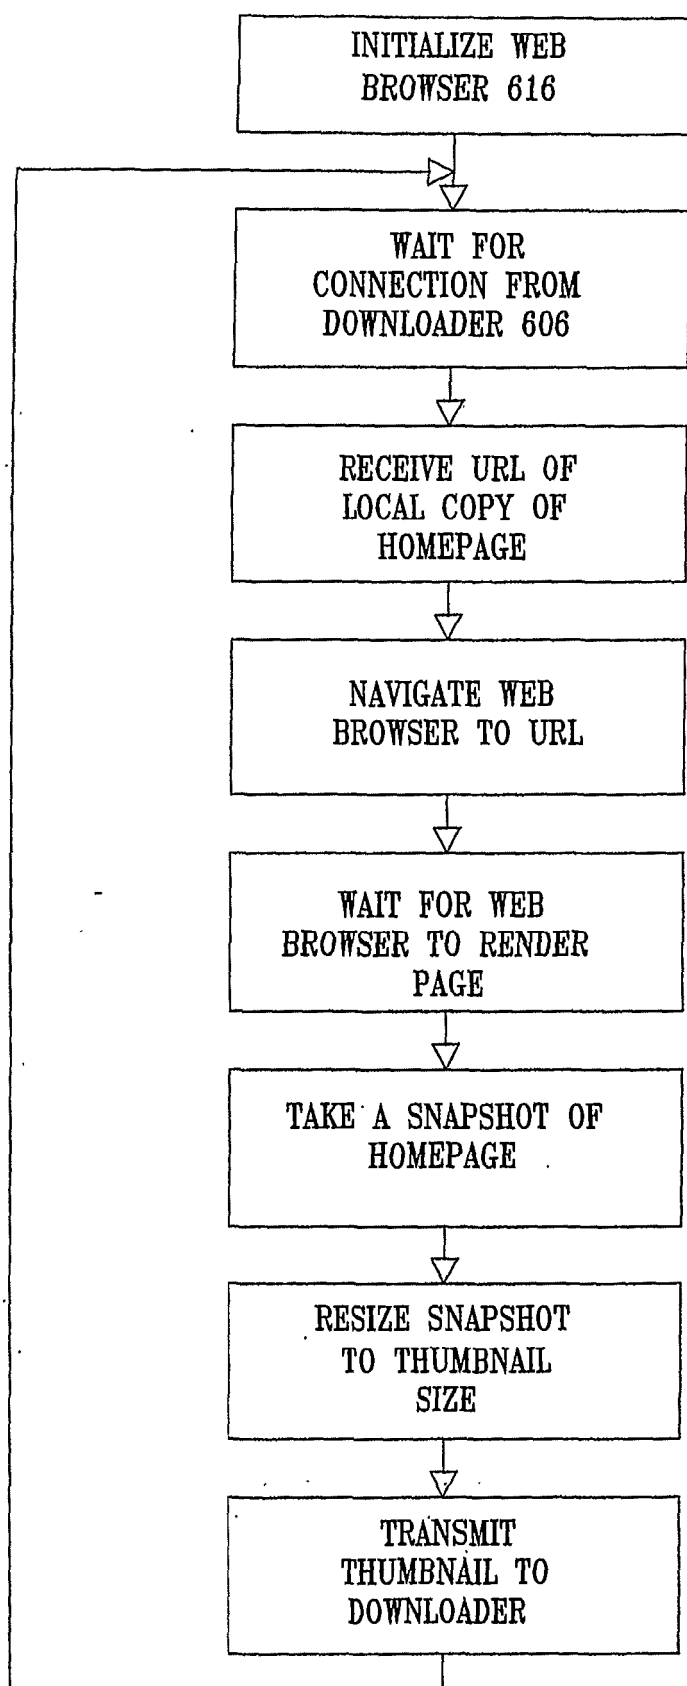 INITIALIZE WEB
BROWSER 616
WAIT FOR
CONNECTION FROM
DOWNLOADER 606
RECEIVE URL OF
LOCAL COPY OF
HOMEPAGE
NAVIGATE WEB
BROWSER TO URL
WAIT FOR WEB
BROWSER TO RENDER
PAGE
TAKE A SNAPSHOT OF
HOMEPAGE
RESIZE SNAPSHOT
TO THUMBNAIL
SIZE
TRANSMIT
THUMBNAIL TO
DOWNLOADER